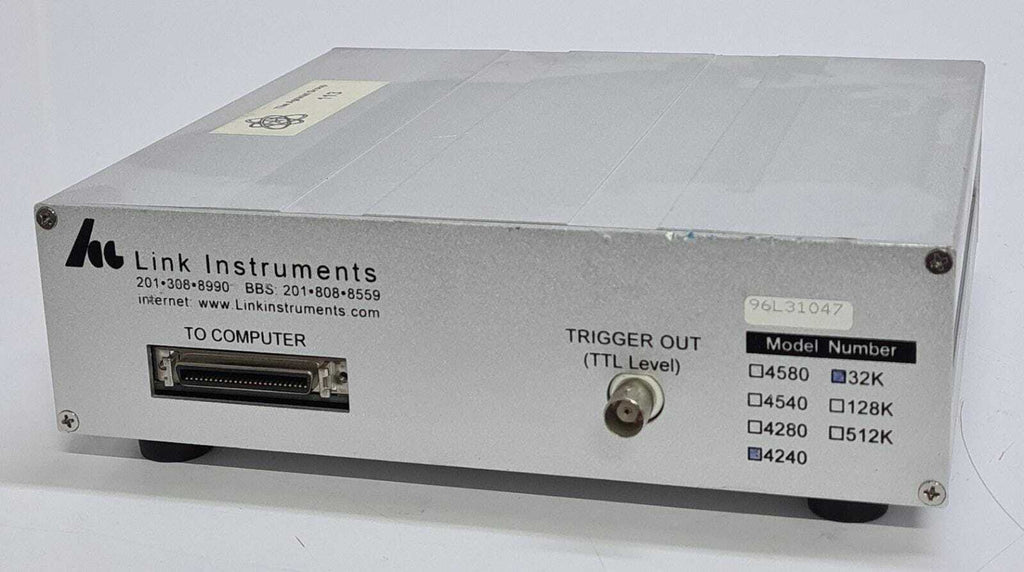 113
Link Instruments
201•308•8990 BBS: 201•808•8559
internet: www.Linkinstruments.com
TO COMPUTER
TRIGGER OUT
(TTL Level)
96L31047
Model Number
4580 32K
4540 128K
4280 512K
4240